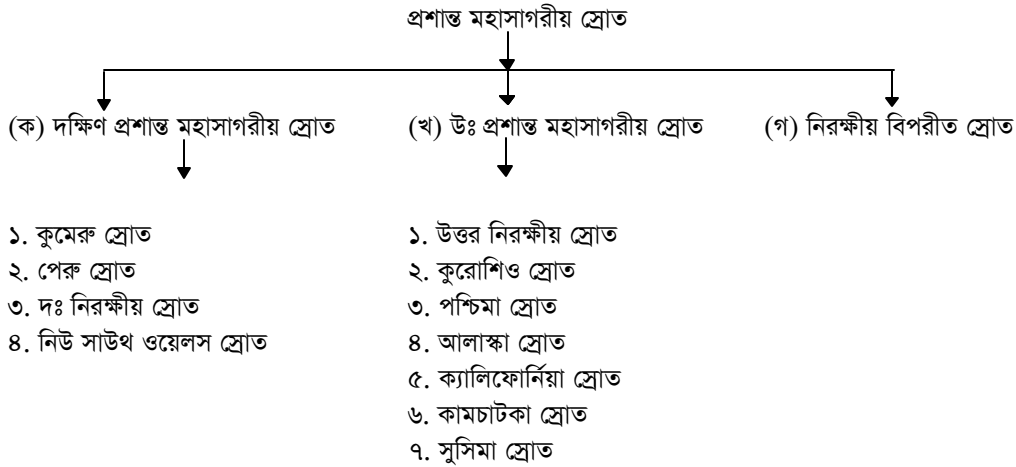 প্রশান্ত মহাসাগরীয় স্রোত
(ক) দক্ষিণ প্রশান্ত মহাসাগরীয় স্রোত
১. কুমেরু স্রোত
২. পেরু স্রোত
৩. দঃ নিরক্ষীয় স্রোত
৪. নিউ সাউথ ওয়েলস স্রোত
(খ) উঃ প্রশান্ত মহাসাগরীয় স্রোত
১. উত্তর নিরক্ষীয় স্রোত
২. কুরোশিও স্রোত
৩. পশ্চিমা স্রোত
৪. আলাস্কা স্রোত
৫. ক্যালিফোর্নিয়া স্রোত
৬. কামচাটকা স্রোত
৭. সুসিমা স্রোত
(গ) নিরক্ষীয় বিপরীত স্রোত